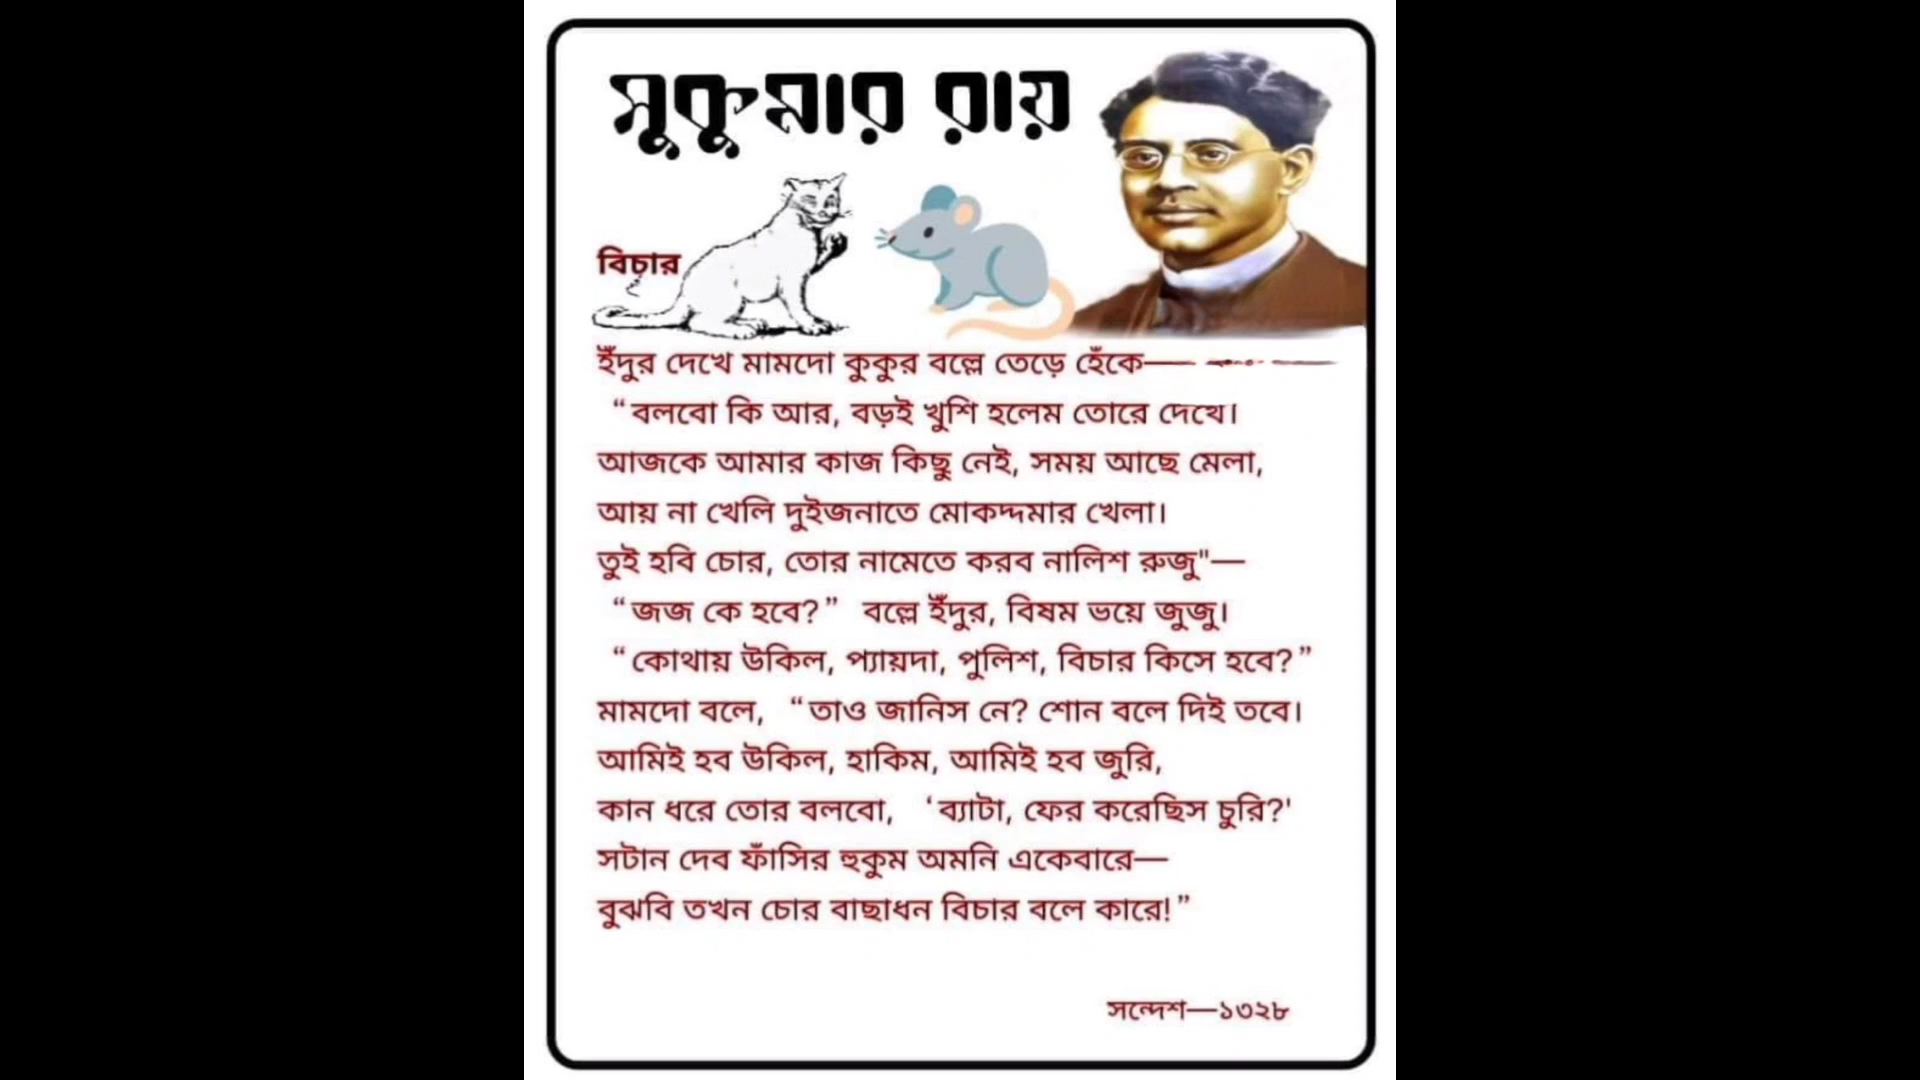 সুকুমার রায়
বিচার
ইঁদুর দেখে মামদো কুকুর বল্লে তেড়ে হেঁকে—
“বলবো কি আর, বড়ই খুশি হলেম তোরে দেখে।
আজকে আমার কাজ কিছু নেই, সময় আছে মেলা,
আয় না খেলি দুইজনাতে মোকদ্দমার খেলা।
তুই হবি চোর, তোর নামেতে করব নালিশ রুজু"—
“জজ কে হবে?” বল্লে ইঁদুর, বিষম ভয়ে জুজু।
“কোথায় উকিল, প্যায়দা, পুলিশ, বিচার কিসে হবে?”
মামদো বলে, “তাও জানিস নে? শোন বলে দিই তবে।
আমিই হব উকিল, হাকিম, আমিই হব জুরি,
কান ধরে তোর বলবো, ‘ব্যাটা, ফের করেছিস চুরি?'
সটান দেব ফাঁসির হুকুম অমনি একেবারে—
বুঝবি তখন চোর বাছাধন বিচার বলে কারে!”
সন্দেশ—১৩২৮